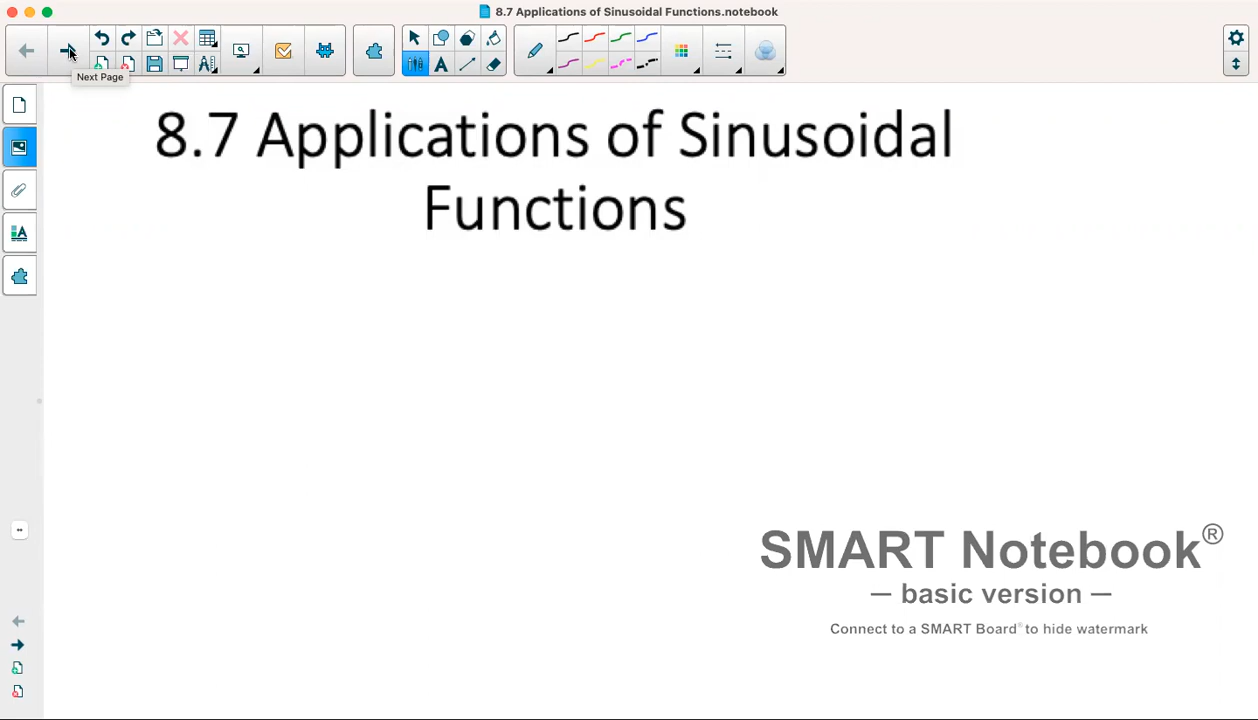 8.7 Applications of Sinusoidal Functions.notebook
Next Page
8.7 Applications of Sinusoidal
Functions
SMART Notebook®
— basic version —
Connect to a SMART Board® to hide watermark